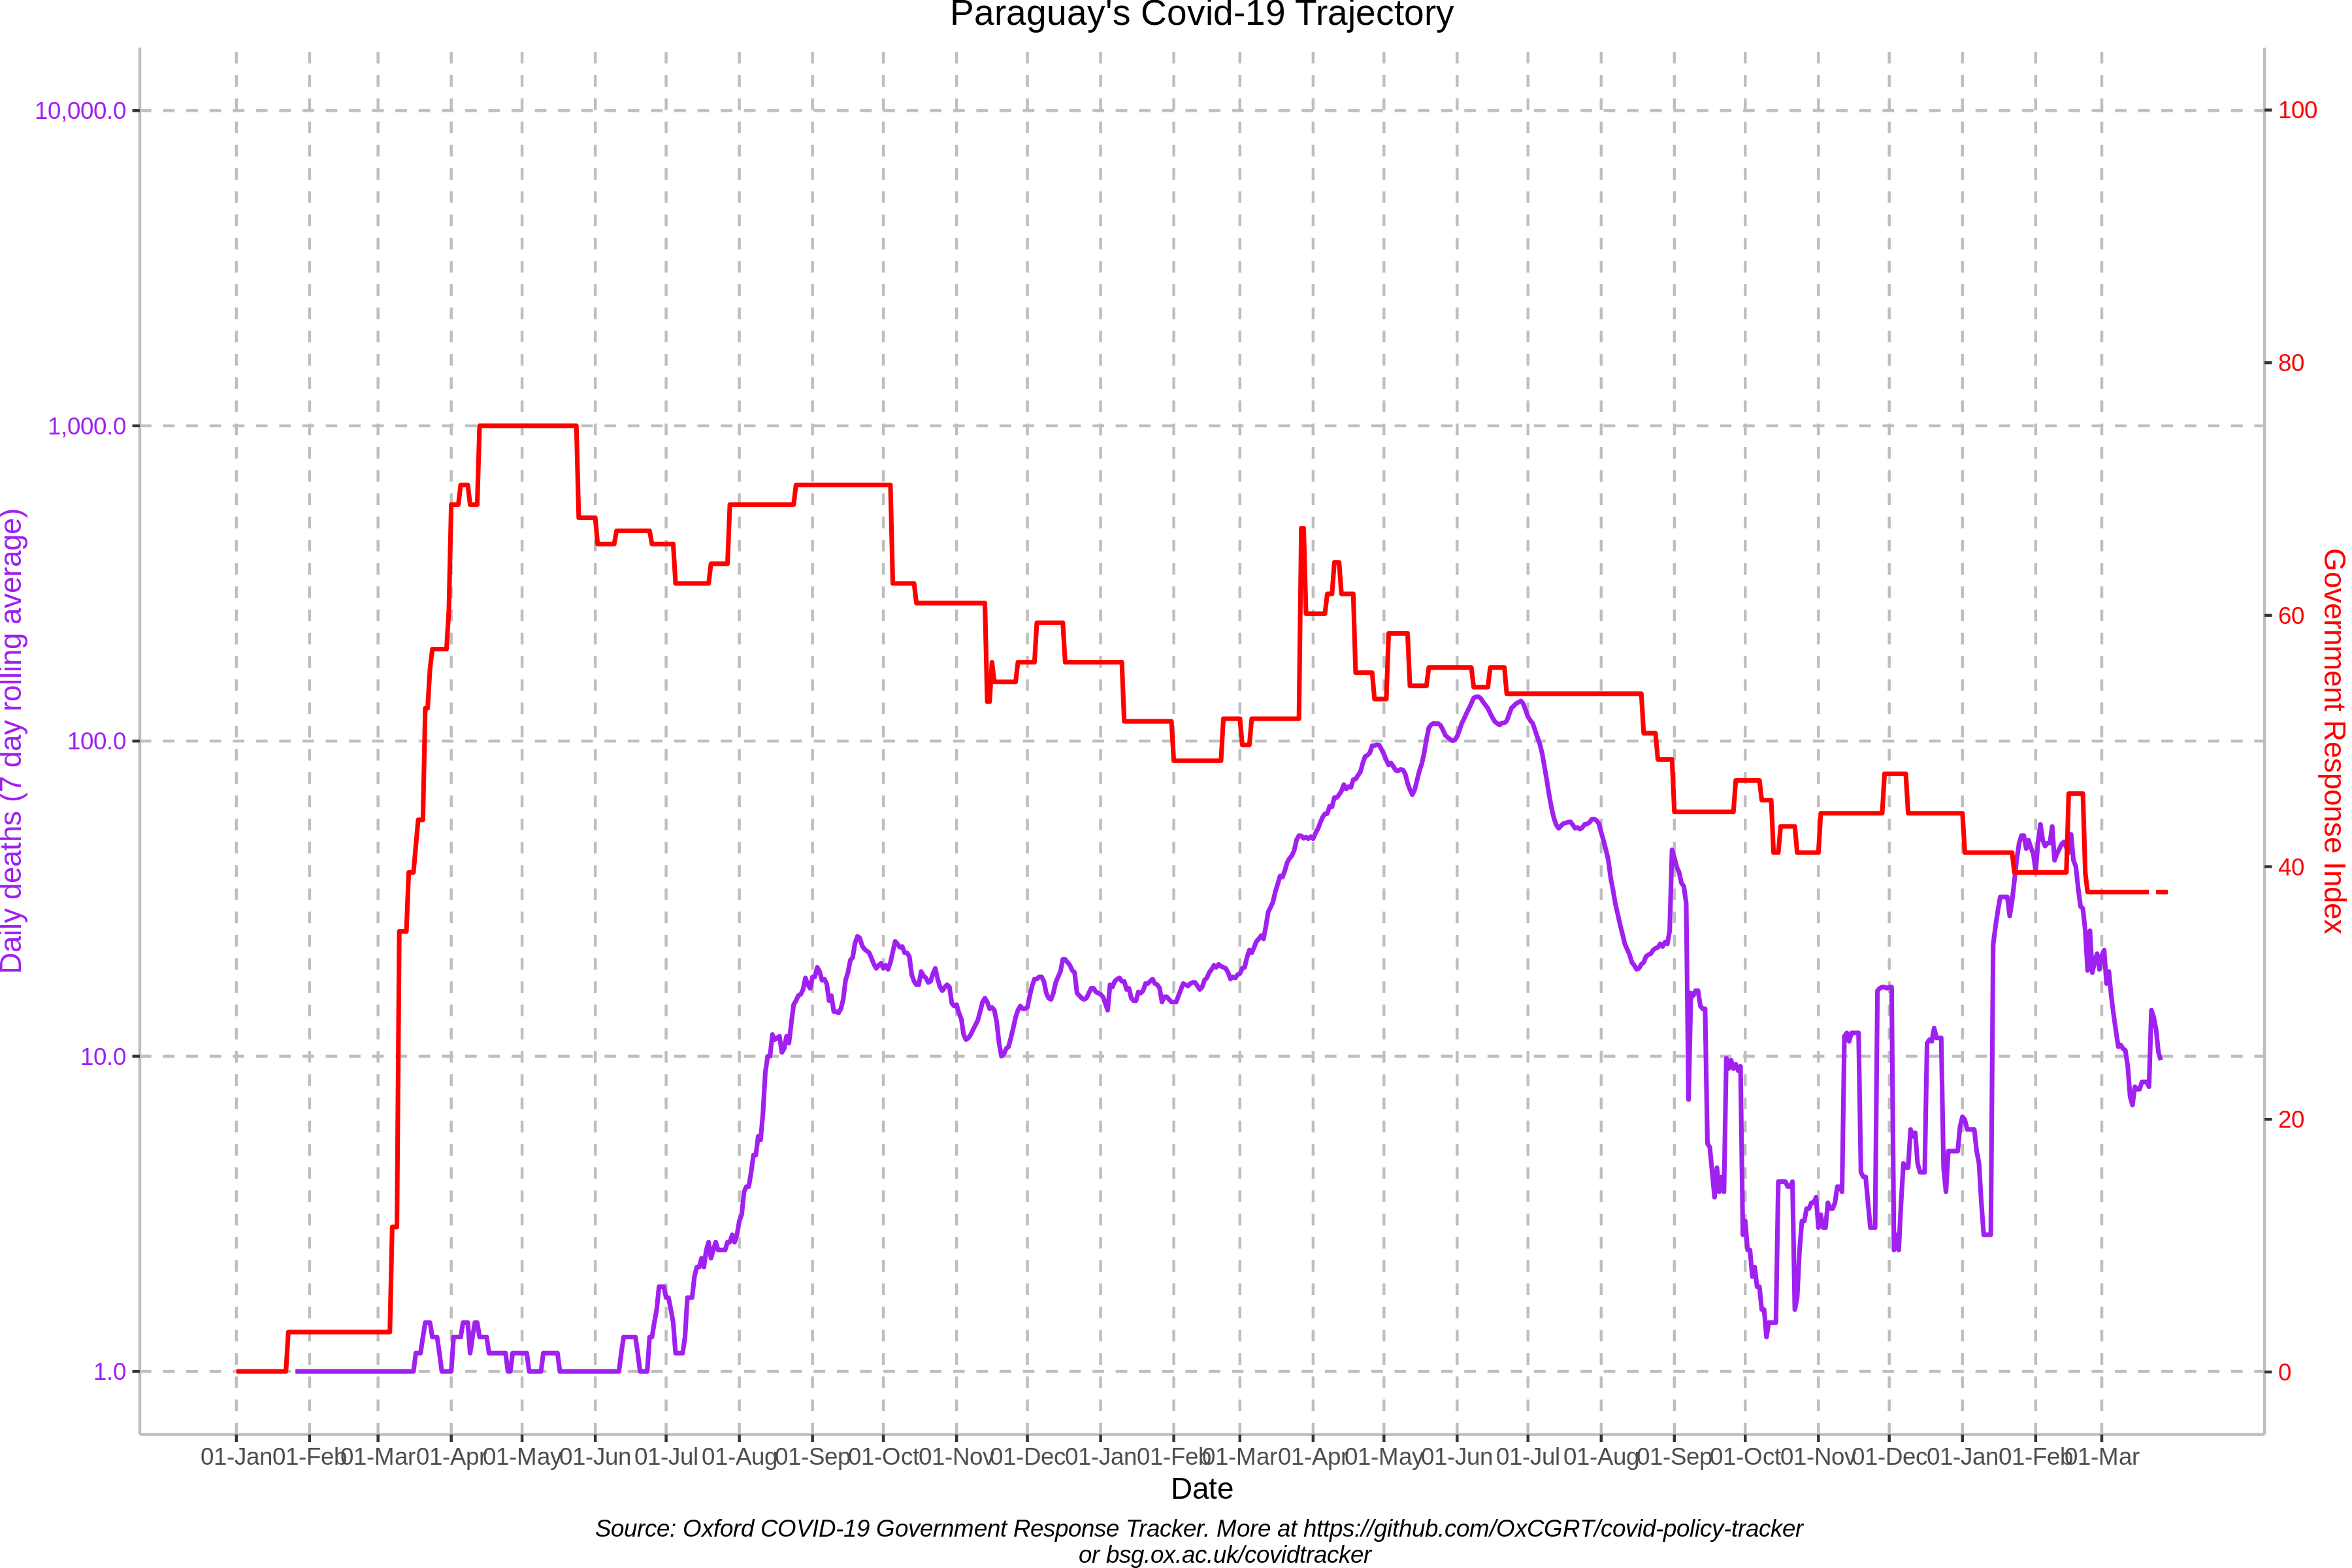 Paraguay's Covid-19 Trajectory
10,000.0
1,000.0
100.0
10.0
1.0
Daily deaths (7 day rolling average)
100
80
60
40
20
0
Government Response Index
01-Jan 01-Feb 01-Mar 01-Apr 01-May 01-Jun 01-Jul 01-Aug 01-Sep 01-Oct 01-Nov 01-Dec 01-Jan 01-Feb 01-Mar 01-Apr 01-May 01-Jun 01-Jul 01-Aug 01-Sep 01-Oct 01-Nov 01-Dec 01-Jan 01-Feb 01-Mar
Date
Source: Oxford COVID-19 Government Response Tracker. More at https://github.com/OxCGRT/covid-policy-tracker
or bsg.ox.ac.uk/covidtracker